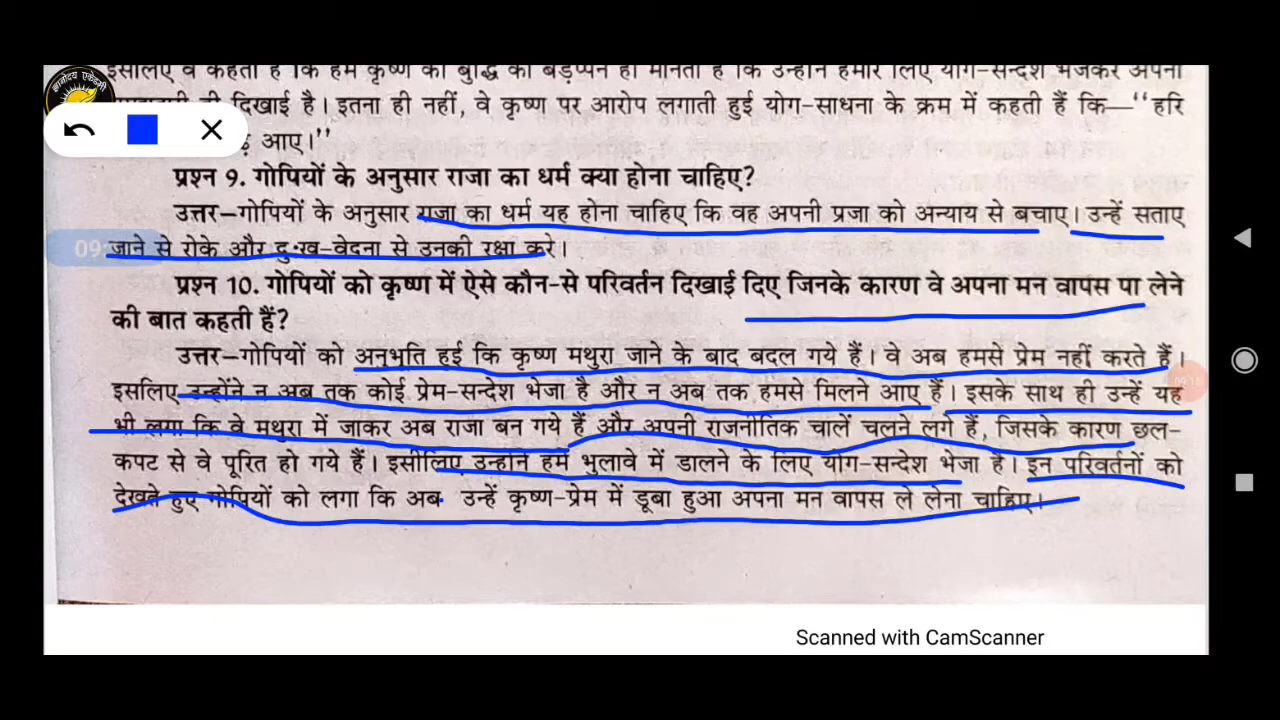 इसलिए वे कहती हैं कि हम कृष्ण की बुद्धि का बड़प्पन ही मानती हैं कि उन्होंने हमारे लिए योग-सन्देश भेजकर अपनी
ही दिखाई है। इतना ही नहीं, वे कृष्ण पर आरोप लगाती हुई योग-साधना के क्रम में कहती हैं कि—“हरि
आए।”
प्रश्न 9. गोपियों के अनुसार राजा का धर्म क्या होना चाहिए?
उत्तर–गोपियों के अनुसार राजा का धर्म यह होना चाहिए कि वह अपनी प्रजा को अन्याय से बचाए। उन्हें सताए
जाने से रोके और दुःख-वेदना से उनकी रक्षा करे।
प्रश्न 10. गोपियों को कृष्ण में ऐसे कौन-से परिवर्तन दिखाई दिए जिनके कारण वे अपना मन वापस पा लेने
की बात कहती हैं?
उत्तर–गोपियों को अनुभूति हुई कि कृष्ण मथुरा जाने के बाद बदल गये हैं। वे अब हमसे प्रेम नहीं करते हैं।
इसलिए उन्होंने न अब तक कोई प्रेम-सन्देश भेजा है और न अब तक हमसे मिलने आए हैं। इसके साथ ही उन्हें यह
भी लगा कि वे मथुरा में जाकर अब राजा बन गये हैं और अपनी राजनीतिक चालें चलने लगे हैं, जिसके कारण छल-
कपट से वे पूरित हो गये हैं। इसीलिए उन्होंने हमें भुलावे में डालने के लिए योग-सन्देश भेजा है। इन परिवर्तनों को
देखते हुए गोपियों को लगा कि अब उन्हें कृष्ण-प्रेम में डूबा हुआ अपना मन वापस ले लेना चाहिए।
Scanned with CamScanner
ज्ञानोदय एकेडमी
09:16